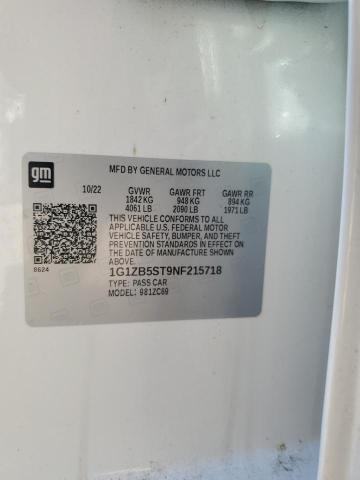 gm
MFD BY GENERAL MOTORS LLC
10/22 GVWR GAWR FRT GAWR RR
1842 KG 948 KG 894 KG
4061 LB 2090 LB 1971 LB
THIS VEHICLE CONFORMS TO ALL
APPLICABLE U.S. FEDERAL MOTOR
VEHICLE SAFETY, BUMPER, AND THEFT
PREVENTION STANDARDS IN EFFECT ON
THE DATE OF MANUFACTURE SHOWN
ABOVE.
8624
1G1ZB5ST9NF215718
TYPE: PASS CAR
MODEL: 981ZC69